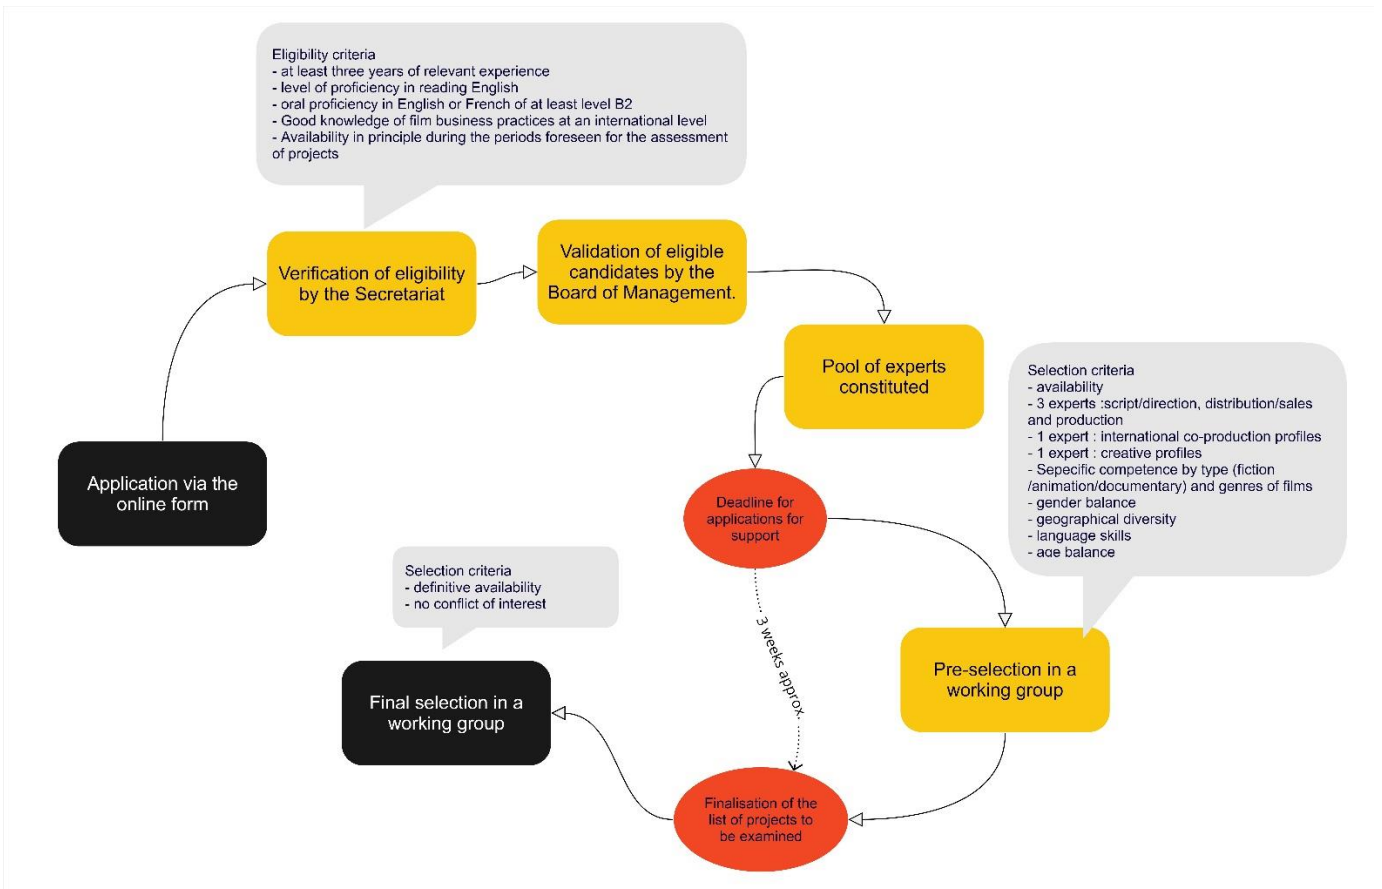 Eligibility criteria
- at least three years of relevant experience
- level of proficiency in reading English
- oral proficiency in English or French of at least level B2
- Good knowledge of film business practices at an international level
- Availability in principle during the periods foreseen for the assessment
of projects
Verification of eligibility
by the Secretariat
Validation of eligible
candidates by the
Board of Management.
Pool of experts
constituted
Selection criteria
- availability
- 3 experts :script/direction, distribution/sales
and production
- 1 expert : international co-production profiles
- 1 expert : creative profiles
- Sepecific competence by type (fiction
/animation/documentary) and genres of films
- gender balance
- geographical diversity
- language skills
- age balance
Application via the
online form
Deadline for
applications for
support
Selection criteria
- definitive availability
- no conflict of interest
3 weeks approx.
Pre-selection in a
working group
Final selection in a
working group
Finalisation of the
list of projects to
be examined